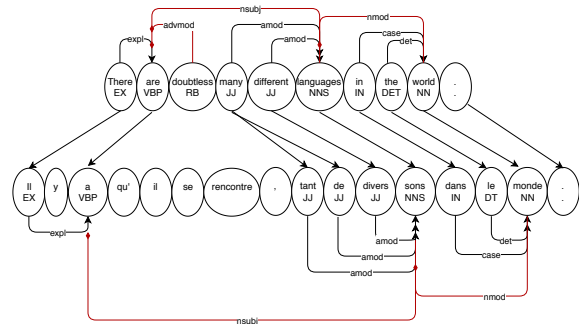 nsubj
nmod
advmod
amod
case
expl
amod
det
There are doubtless many different languages in the world .
EX VBP RB JJ JJ NNS IN DET NN .
Il y a qu' il se rencontre , tant de divers sons dans le monde .
EX VBP JJ JJ JJ NNS IN DT NN .
expl
amod
det
amod
case
amod
nmod
nsubj